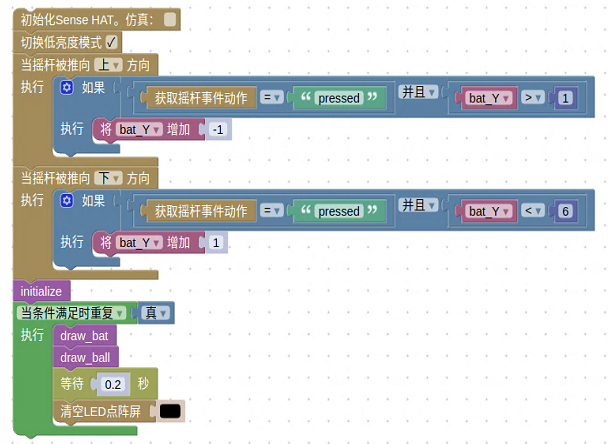 初始化Sense HAT。仿真：
切换低亮度模式 ✓
当摇杆被推向 上 ▾ 方向
执行 如果 获取摇杆事件动作 = ▾ “ pressed ” 并且 ▾ bat_Y ▾ > ▾ 1
执行 将 bat_Y ▾ 增加 -1
当摇杆被推向 下 ▾ 方向
执行 如果 获取摇杆事件动作 = ▾ “ pressed ” 并且 ▾ bat_Y ▾ < ▾ 6
执行 将 bat_Y ▾ 增加 1
initialize
当条件满足时重复 ▾ 真 ▾
执行 draw_bat
draw_ball
等待 0.2 秒
清空LED点阵屏